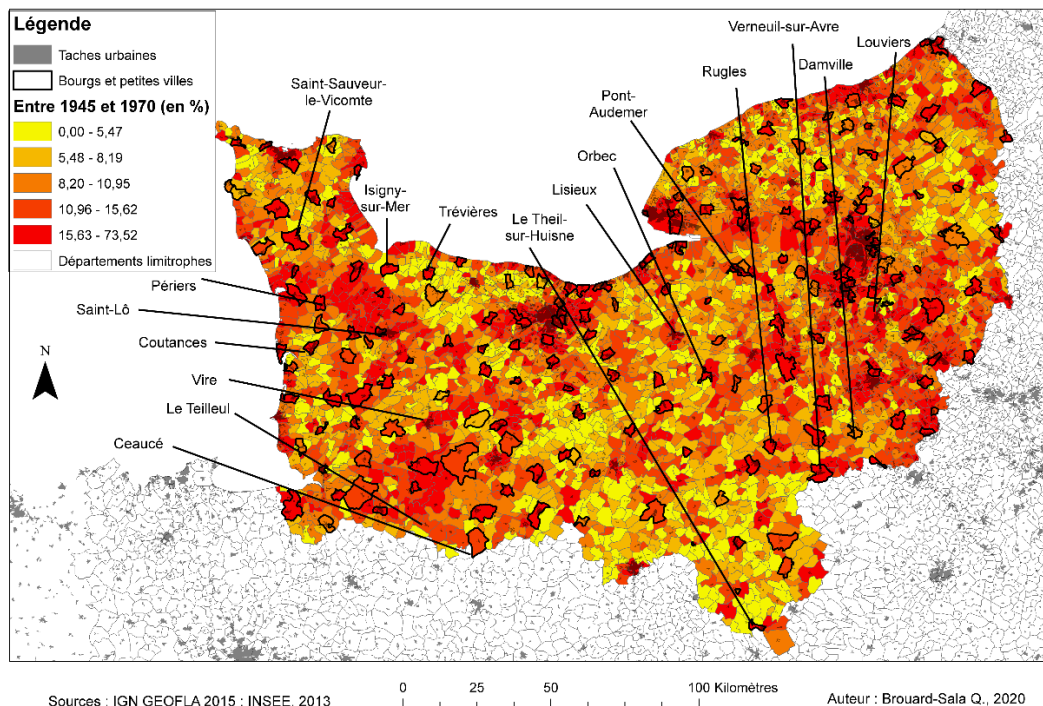 Légende
Taches urbaines
Bourgs et petites villes
Entre 1945 et 1970 (en %)
0,00 - 5,47
5,48 - 8,19
8,20 - 10,95
10,96 - 15,62
15,63 - 73,52
Départements limitrophes
Saint-Sauveur-
le-Vicomte
Isigny-
sur-Mer
Trévières
Le Theil-
sur-Huisne
Lisieux
Orbec
Pont-
Audemer
Rugles
Verneuil-sur-Avre
Damville
Louviers
Périers
Saint-Lô
Coutances
Vire
Le Teilleul
Ceaucé
N
Sources : IGN GEOFLA 2015 ; INSEE, 2013
0 25 50 100 Kilomètres
Auteur : Brouard-Sala Q., 2020